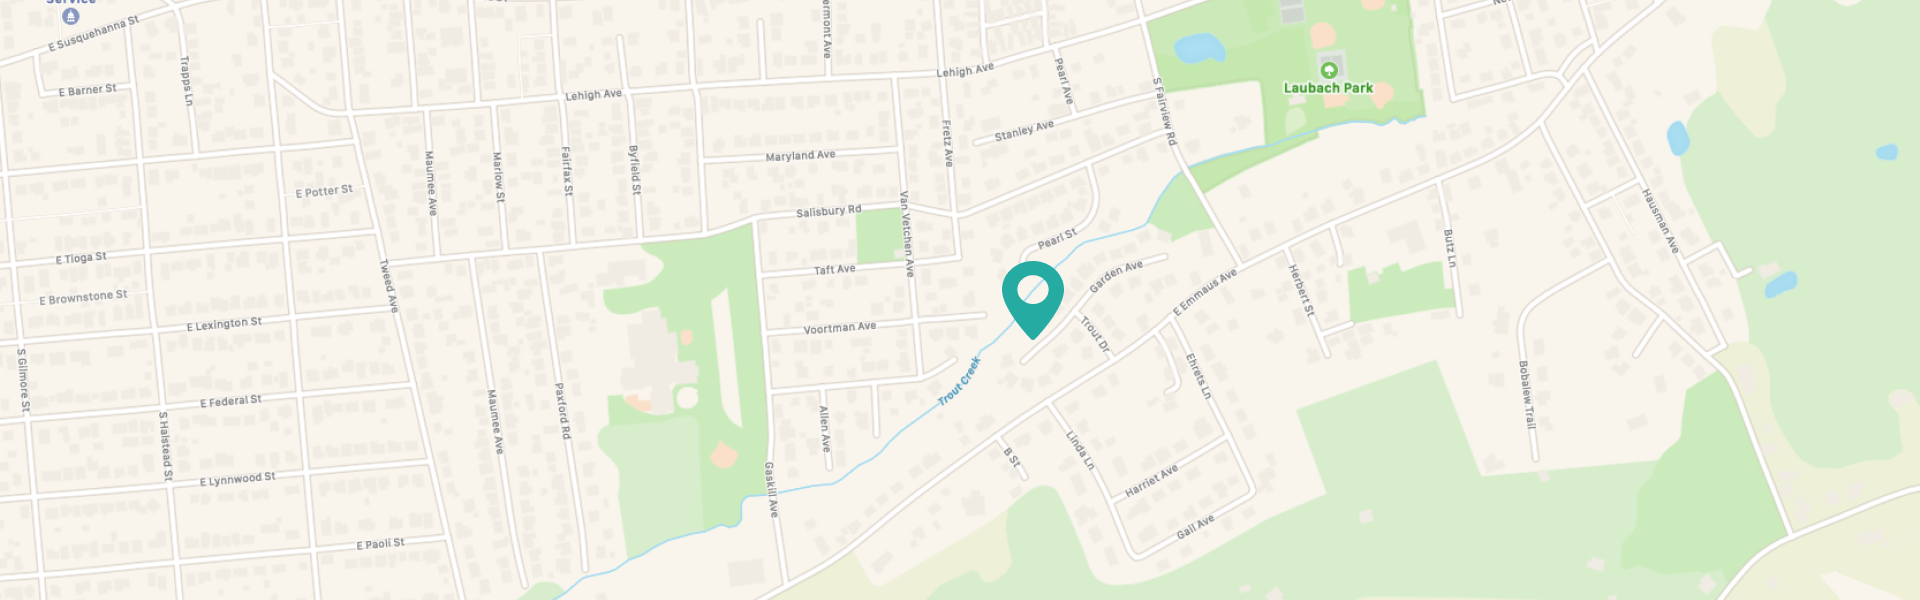 Service
E Susquehanna St
Trapps Ln
ermont Ave
Lehigh Ave
Pearl Ave
S Fairview Rd
Laubach Park
E Barner St
Lehigh Ave
Stanley Ave
Fretz Ave
Maryland Ave
Maumee Ave
Marlow St
Fairfax St
Byfield St
E Potter St
Salisbury Rd
Van Vetchen Ave
Hausman Ave
Pearl St
Butz Ln
E Tioga St
Tweed Ave
Taft Ave
Garden Ave
E Emmaus Ave
Herbert St
E Brownstone St
E Lexington St
Voortman Ave
Trout Dr
S Gilmore St
Ehrets Ln
Trout Creek
Bobalew Trail
E Federal St
Maumee Ave
Paxford Rd
Allen Ave
S Halstead St
Linda Ln
B St
Gaskill Ave
E Lynnwood St
Harriet Ave
Gail Ave
E Paoli St